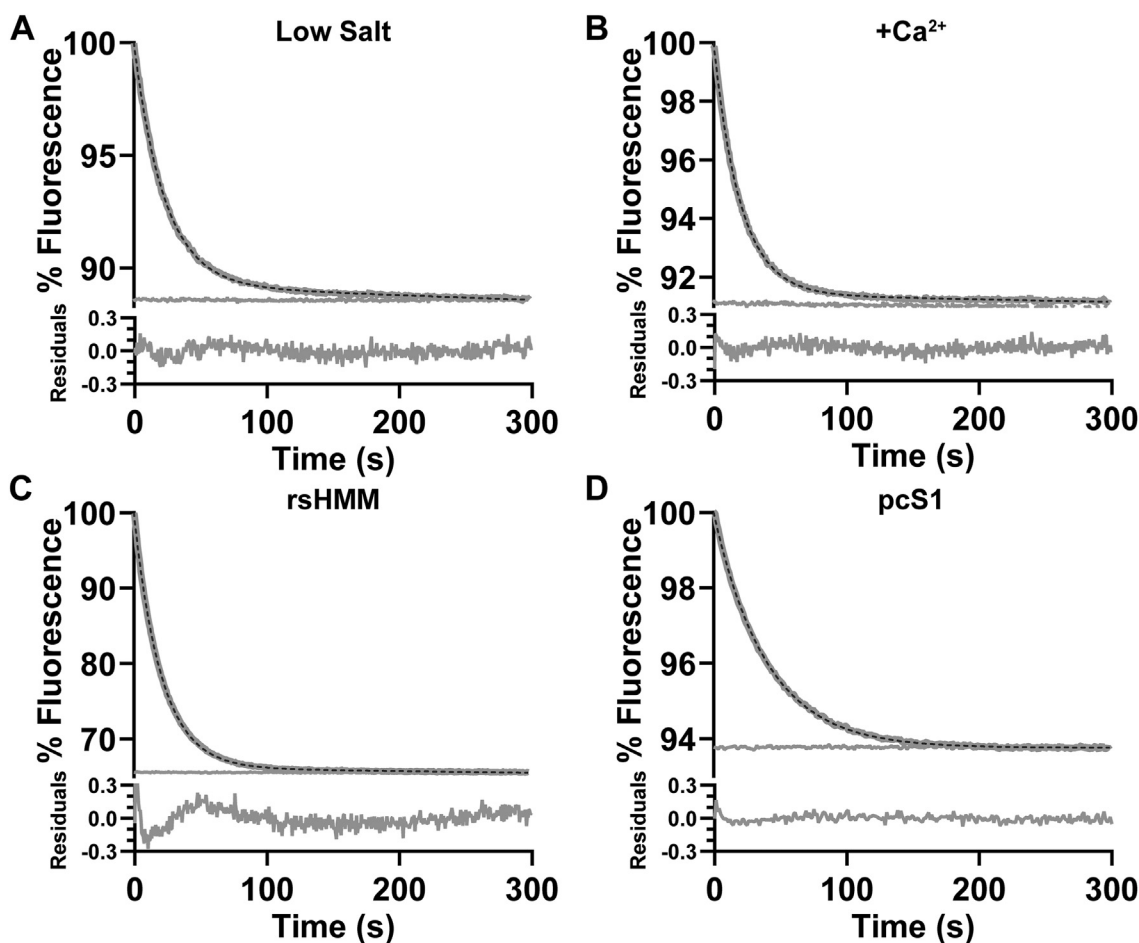 A
Low Salt
% Fluorescence
100
95
90
Residuals
0.3
0.0
-0.3
0 100 200 300
Time (s)
B
+Ca²⁺
% Fluorescence
100
98
96
94
92
Residuals
0.3
0.0
-0.3
0 100 200 300
Time (s)
C
rsHMM
% Fluorescence
100
90
80
70
Residuals
0.3
0.0
-0.3
0 100 200 300
Time (s)
D
pcS1
% Fluorescence
100
98
96
94
Residuals
0.3
0.0
-0.3
0 100 200 300
Time (s)